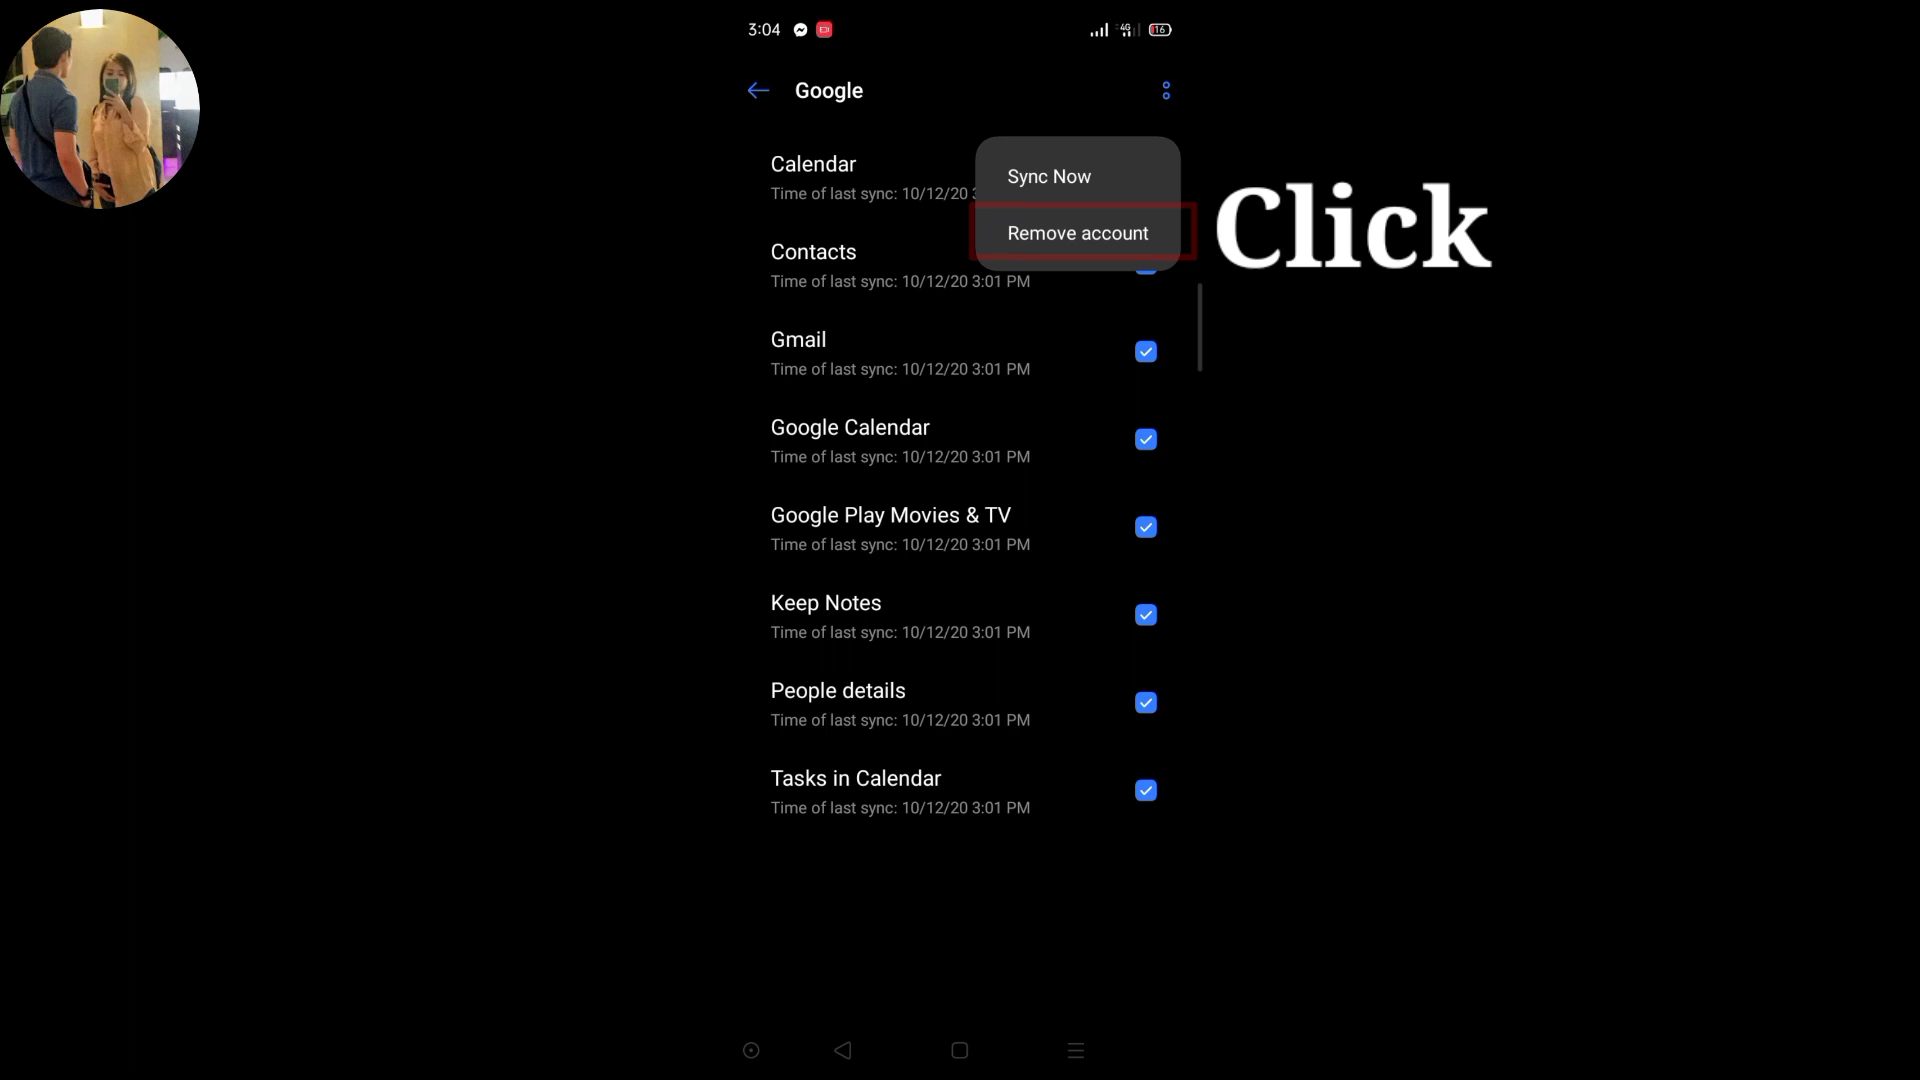 3:04
4G
16
Google
Sync Now
Remove account
Click
Calendar
Time of last sync: 10/12/20 3
Contacts
Time of last sync: 10/12/20 3:01 PM
Gmail
Time of last sync: 10/12/20 3:01 PM
Google Calendar
Time of last sync: 10/12/20 3:01 PM
Google Play Movies & TV
Time of last sync: 10/12/20 3:01 PM
Keep Notes
Time of last sync: 10/12/20 3:01 PM
People details
Time of last sync: 10/12/20 3:01 PM
Tasks in Calendar
Time of last sync: 10/12/20 3:01 PM